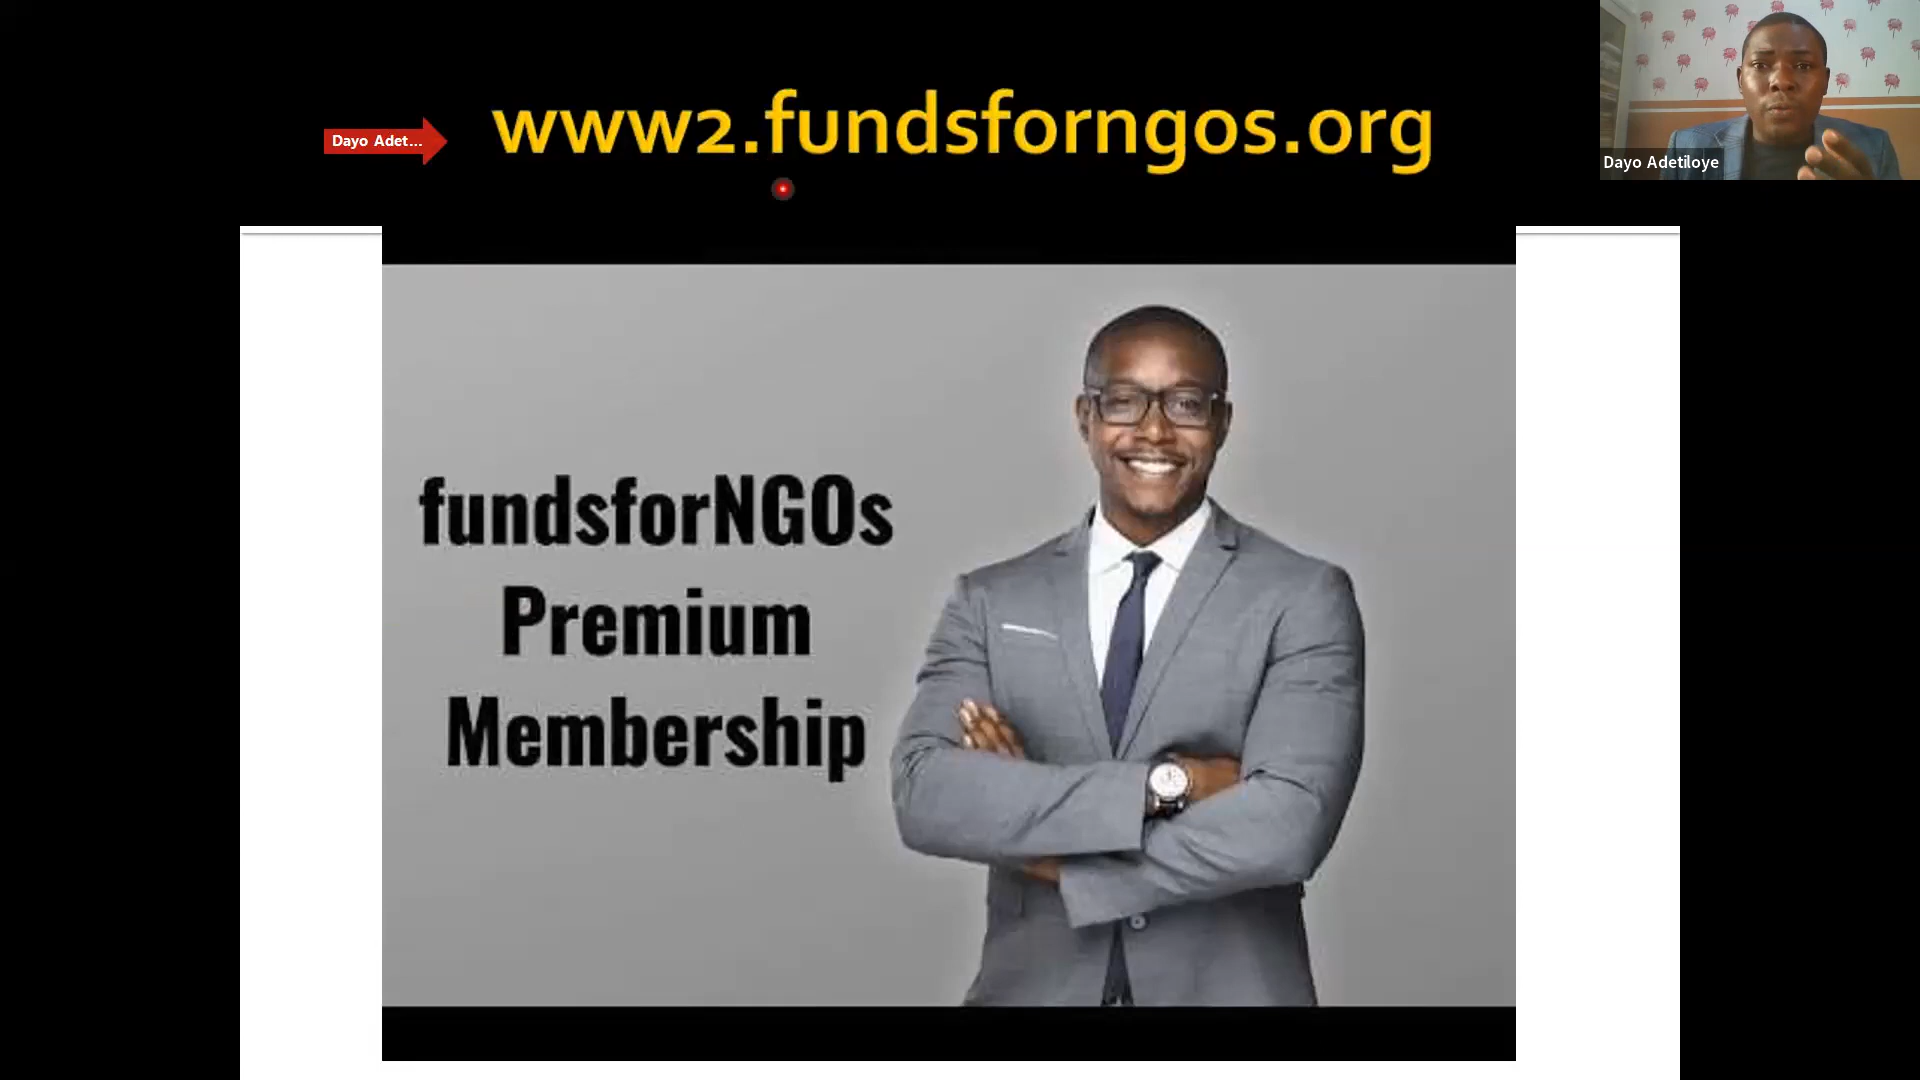 www2.fundsforngos.org
Dayo Adet...
Dayo Adetiloye
fundsforNGOs
Premium
Membership